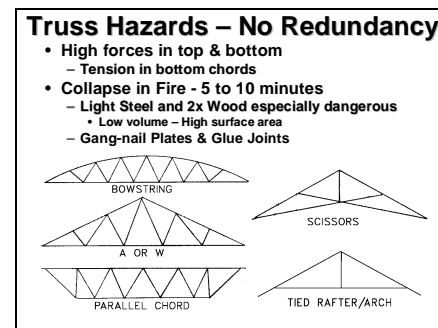 Truss Hazards – No Redundancy
• High forces in top & bottom
– Tension in bottom chords
• Collapse in Fire - 5 to 10 minutes
– Light Steel and 2x Wood especially dangerous
• Low volume – High surface area
– Gang-nail Plates & Glue Joints
BOWSTRING
SCISSORS
A OR W
PARALLEL CHORD
TIED RAFTER/ARCH